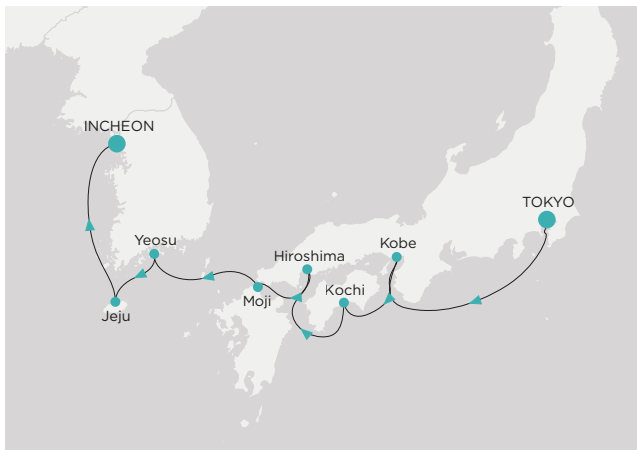 INCHEON
TOKYO
Yeosu
Kobe
Hiroshima
Kochi
Moji
Jeju